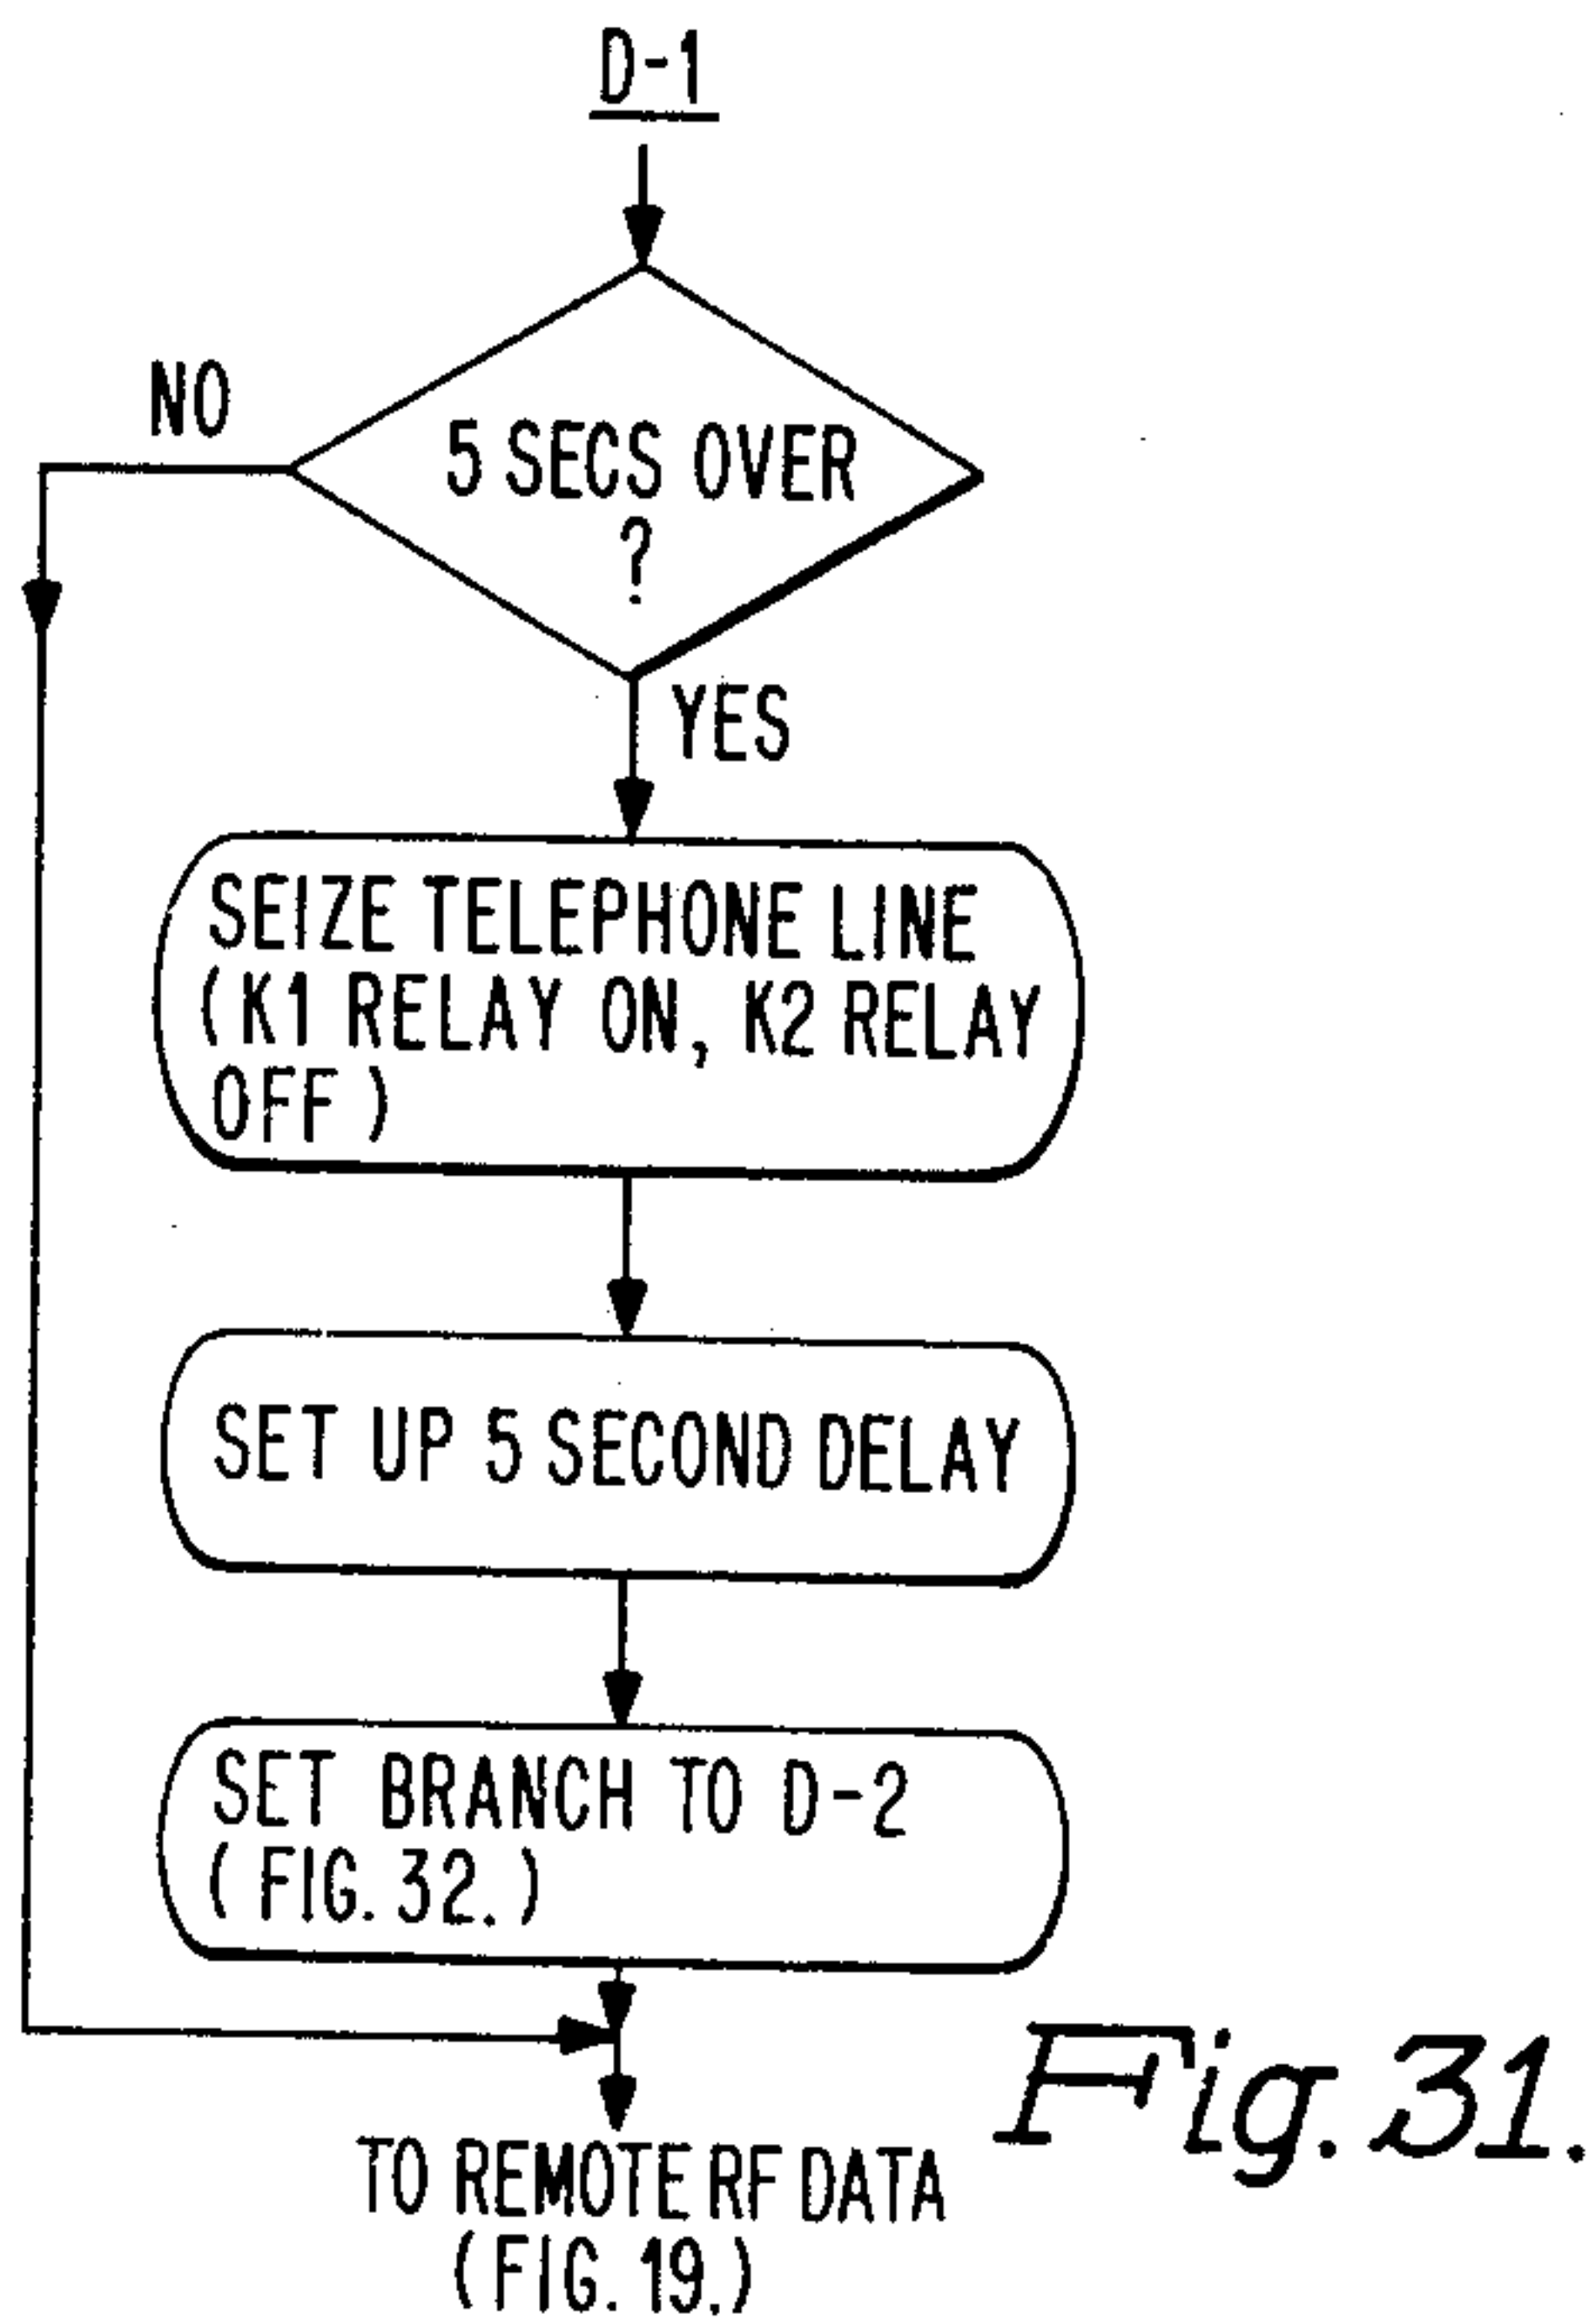 D-1
NO
5 SECS OVER
?
YES
SEIZE TELEPHONE LINE
(K1 RELAY ON, K2 RELAY
OFF)
SET UP 5 SECOND DELAY
SET BRANCH TO D-2
(FIG. 32.)
TO REMOTE RF DATA
(FIG. 19.)
Fig. 31.